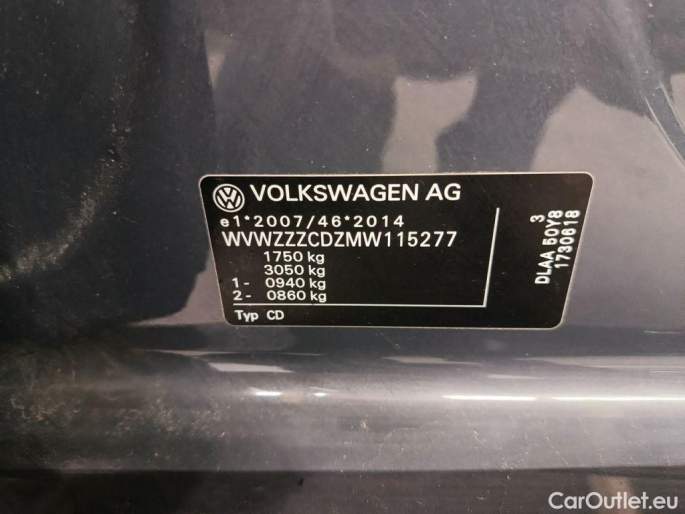 VOLKSWAGEN AG
e1*2007/46*2014
WVWZZZCDZMW115277
1750 kg
3050 kg
1- 0940 kg
2- 0860 kg
Typ CD
3
DLAA 50Y8
1730618
CarOutlet.eu